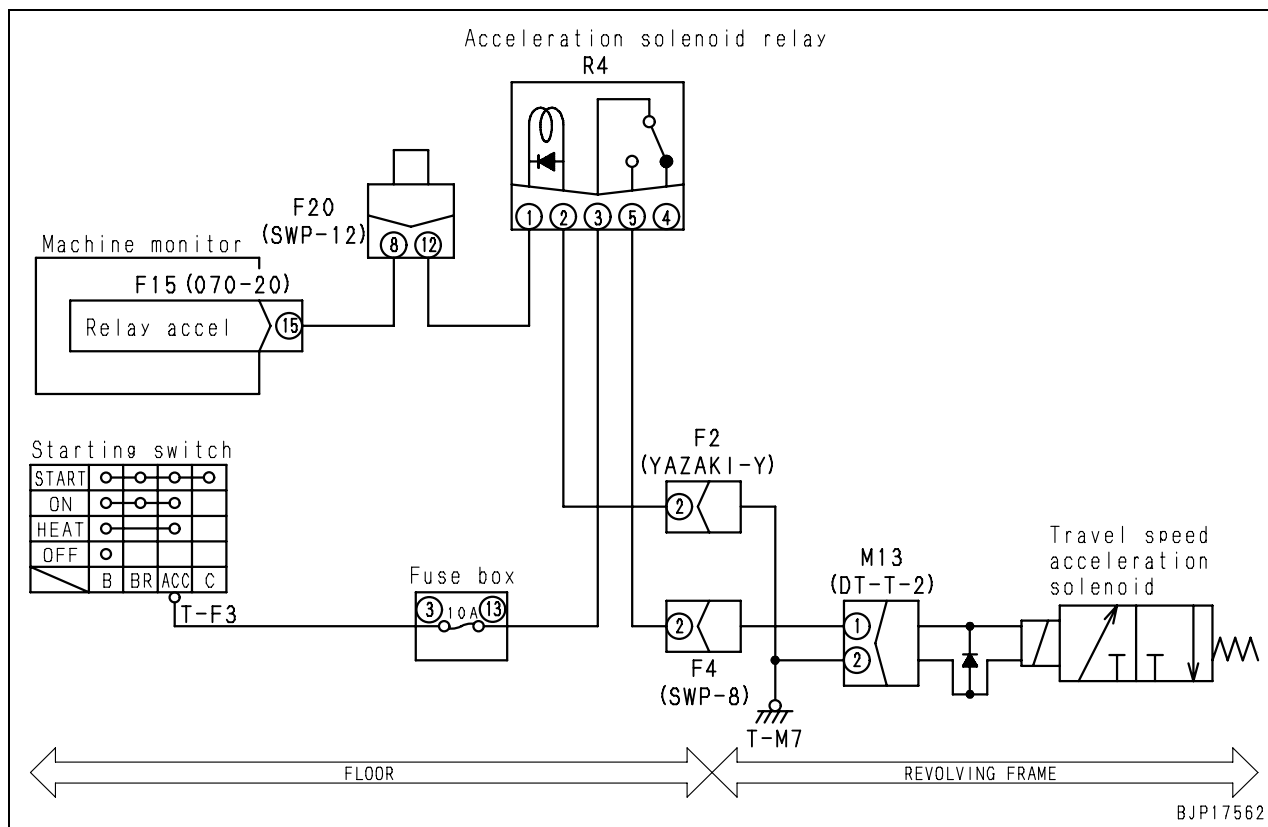 Acceleration solenoid relay
R4
1 2 3 5 4
F20
(SWP-12)
8 12
Machine monitor
F15 (070-20)
Relay accel
15
Starting switch
START
ON
HEAT
OFF
B BR ACC C
T-F3
Fuse box
3 10A 13
F2
(YAZAKI-Y)
2
2
F4
(SWP-8)
T-M7
M13
(DT-T-2)
1
2
Travel speed
acceleration
solenoid
FLOOR
REVOLVING FRAME
BJP17562